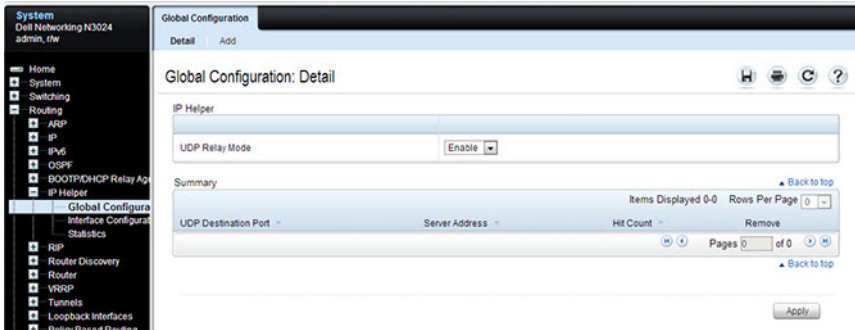 System
Dell Networking N3024
admin, r/w
Home
System
Switching
Routing
ARP
IP
IPv6
OSPF
BOOTP/DHCP Relay Age
IP Helper
Global Configura
Interface Configurat
Statistics
RIP
Router Discovery
Router
VRRP
Tunnels
Loopback Interfaces
Policy Based Routing
Global Configuration
Detail Add
Global Configuration: Detail
IP Helper
UDP Relay Mode Enable
Back to top
Summary
Items Displayed 0-0 Rows Per Page 0
UDP Destination Port Server Address Hit Count Remove
Pages 0 of 0
Back to top
Apply